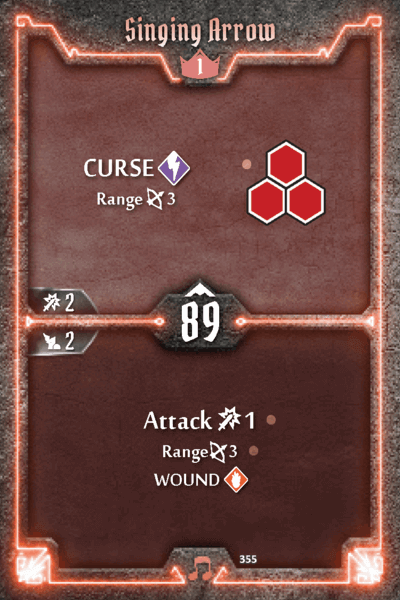 Singing Arrow
1
CURSE
Range 3
2
89
2
Attack 1
Range 3
WOUND
355